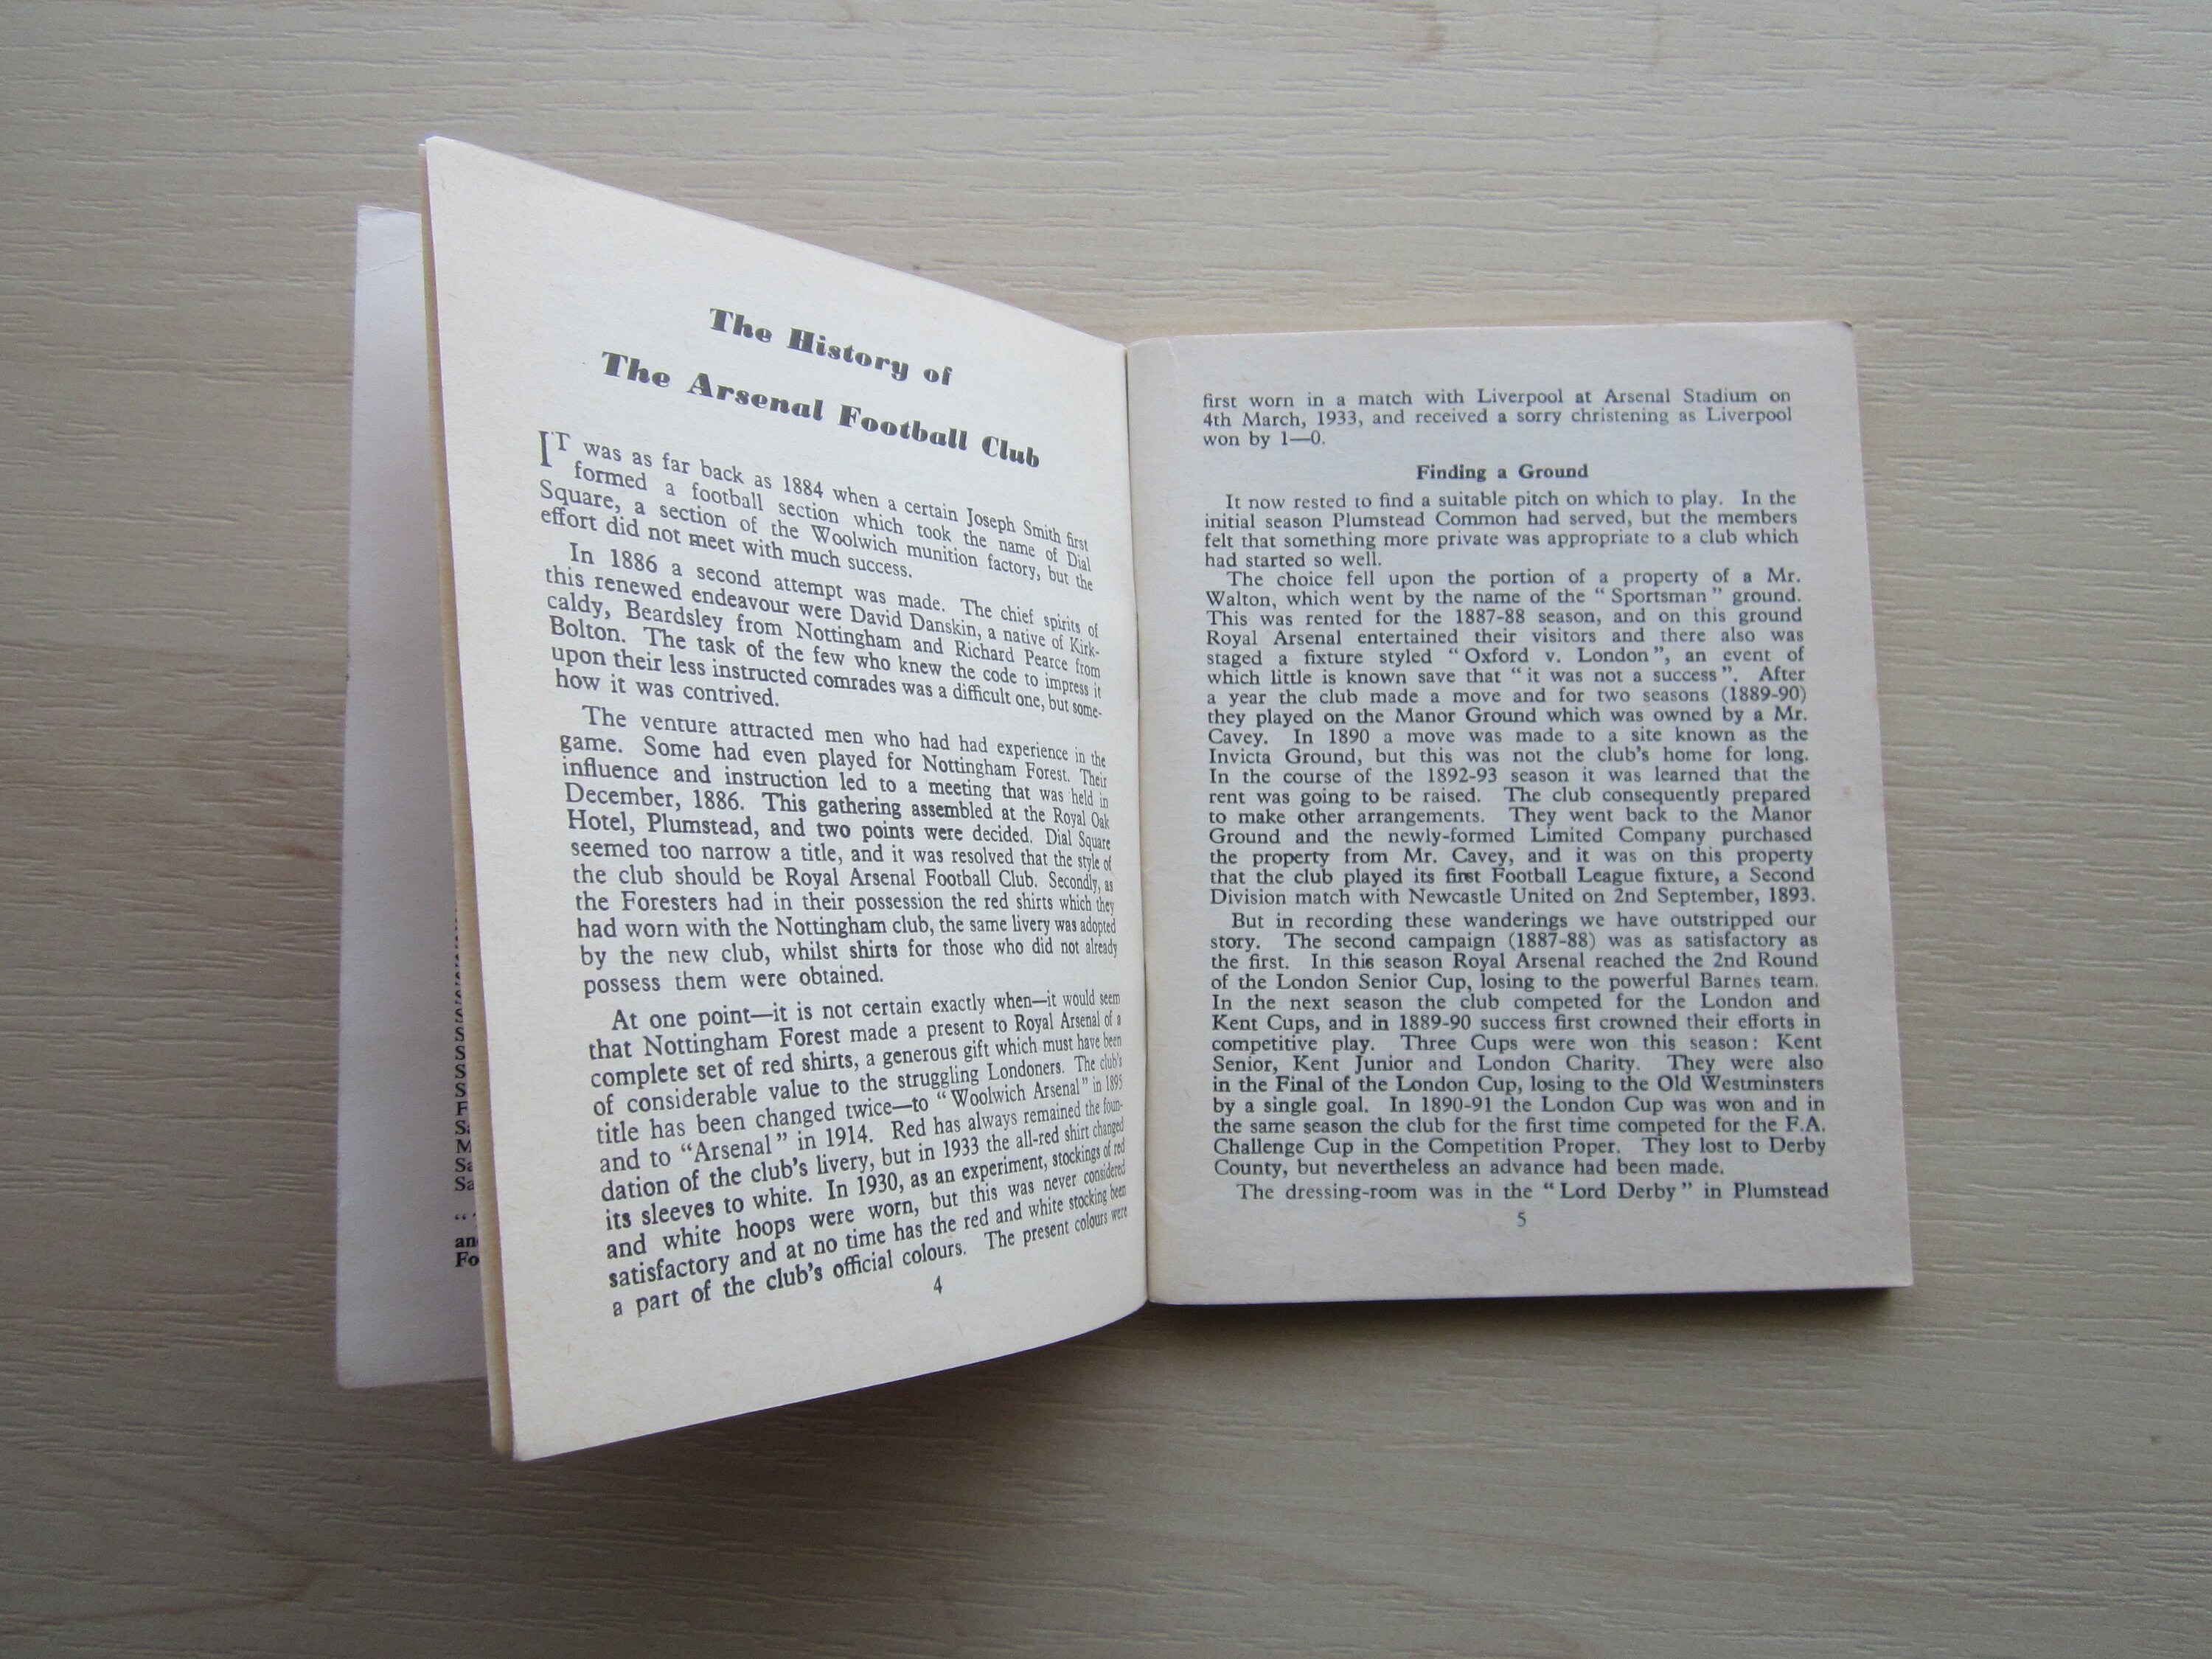 The History of
The Arsenal Football Club
IT was as far back as 1884 when a certain Joseph Smith first
formed a football section which took the name of Dial
Square, a section of the Woolwich munition factory, but the
effort did not meet with much success.
In 1886 a second attempt was made. The chief spirits of
this renewed endeavour were David Danskin, a native of Kirk-
caldy, Beardsley from Nottingham and Richard Pearce from
Bolton. The task of the few who knew the code to impress it
upon their less instructed comrades was a difficult one, but some-
how it was contrived.
The venture attracted men who had had experience in the
game. Some had even played for Nottingham Forest. Their
influence and instruction led to a meeting that was held in
December, 1886. This gathering assembled at the Royal Oak
Hotel, Plumstead, and two points were decided. Dial Square
seemed too narrow a title, and it was resolved that the style of
the club should be Royal Arsenal Football Club. Secondly, as
the Foresters had in their possession the red shirts which they
had worn with the Nottingham club, the same livery was adopted
by the new club, whilst shirts for those who did not already
possess them were obtained.
At one point—it is not certain exactly when—it would seem
that Nottingham Forest made a present to Royal Arsenal of a
complete set of red shirts, a generous gift which must have been
of considerable value to the struggling Londoners. The club's
title has been changed twice—to "Woolwich Arsenal" in 1895
and to "Arsenal" in 1914. Red has always remained the foun-
dation of the club's livery, but in 1933 the all-red shirt changed
its sleeves to white. In 1930, as an experiment, stockings of red
and white hoops were worn, but this was never considered
satisfactory and at no time has the red and white stocking been
a part of the club's official colours. The present colours were
4
first worn in a match with Liverpool at Arsenal Stadium on
4th March, 1933, and received a sorry christening as Liverpool
won by 1—0.
Finding a Ground
It now rested to find a suitable pitch on which to play. In the
initial season Plumstead Common had served, but the members
felt that something more private was appropriate to a club which
had started so well.
The choice fell upon the portion of a property of a Mr.
Walton, which went by the name of the "Sportsman" ground.
This was rented for the 1887-88 season, and on this ground
Royal Arsenal entertained their visitors and there also was
staged a fixture styled "Oxford v. London", an event of
which little is known save that "it was not a success". After
a year the club made a move and for two seasons (1889-90)
they played on the Manor Ground which was owned by a Mr.
Cavey. In 1890 a move was made to a site known as the
Invicta Ground, but this was not the club's home for long.
In the course of the 1892-93 season it was learned that the
rent was going to be raised. The club consequently prepared
to make other arrangements. They went back to the Manor
Ground and the newly-formed Limited Company purchased
the property from Mr. Cavey, and it was on this property
that the club played its first Football League fixture, a Second
Division match with Newcastle United on 2nd September, 1893.
But in recording these wanderings we have outstripped our
story. The second campaign (1887-88) was as satisfactory as
the first. In this season Royal Arsenal reached the 2nd Round
of the London Senior Cup, losing to the powerful Barnes team.
In the next season the club competed for the London and
Kent Cups, and in 1889-90 success first crowned their efforts in
competitive play. Three Cups were won this season: Kent
Senior, Kent Junior and London Charity. They were also
in the Final of the London Cup, losing to the Old Westminsters
by a single goal. In 1890-91 the London Cup was won and in
the same season the club for the first time competed for the F.A.
Challenge Cup in the Competition Proper. They lost to Derby
County, but nevertheless an advance had been made.
The dressing-room was in the "Lord Derby" in Plumstead
5